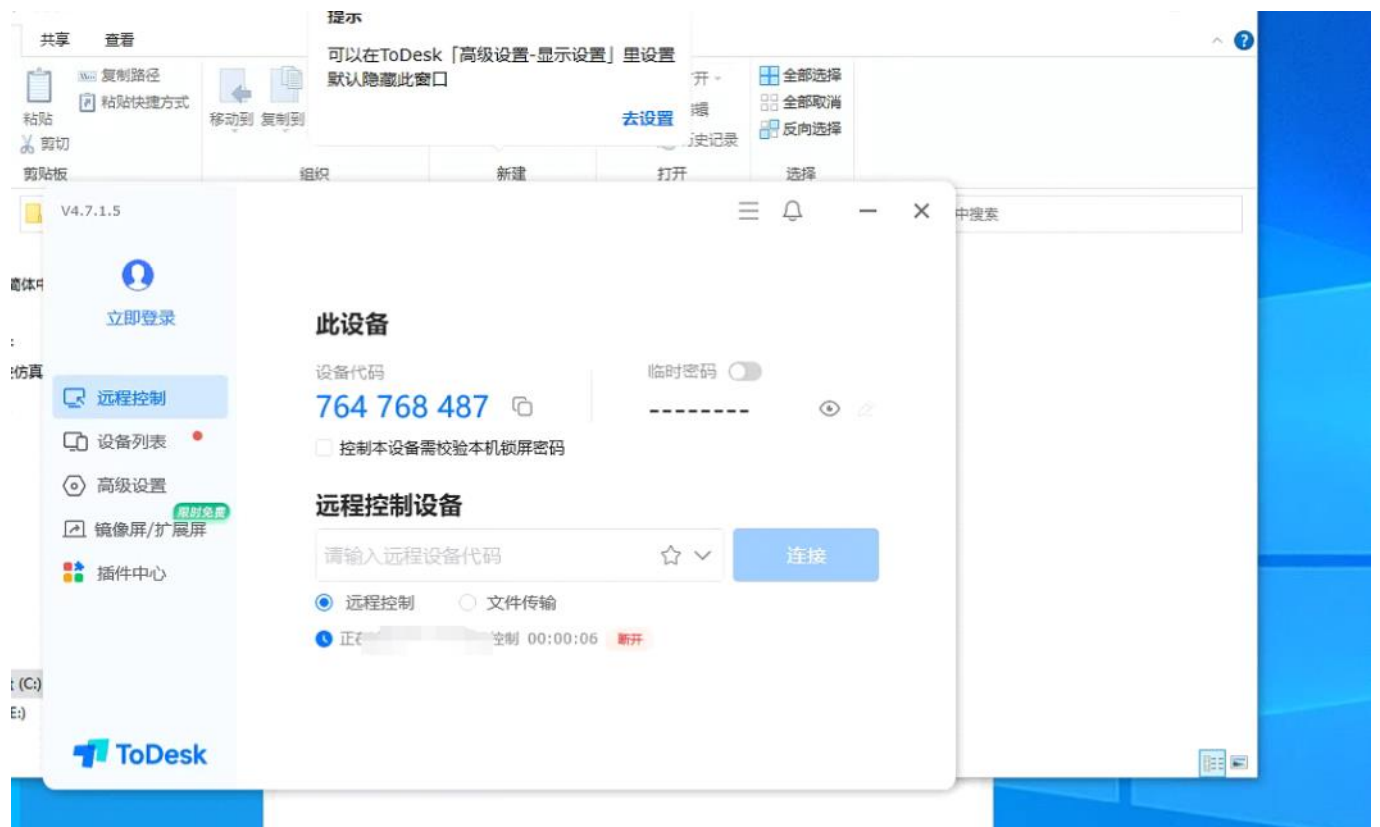 提示
可以在ToDesk「高级设置-显示设置」里设置
默认隐藏此窗口
去设置
共享 查看
复制路径
粘贴快捷方式
粘贴
剪切
移动到 复制到
全部选择
全部取消
反向选择
历史记录
剪贴板 组织 新建 打开 选择
V4.7.1.5
中搜索
立即登录
远程控制
设备列表
高级设置
限时免费
镜像屏/扩展屏
插件中心
ToDesk
此设备
设备代码
764 768 487
临时密码
--------
控制本设备需校验本机锁屏密码
远程控制设备
请输入远程设备代码
连接
远程控制 文件传输
控制 00:00:06 断开
仿真
(C:)
E:)